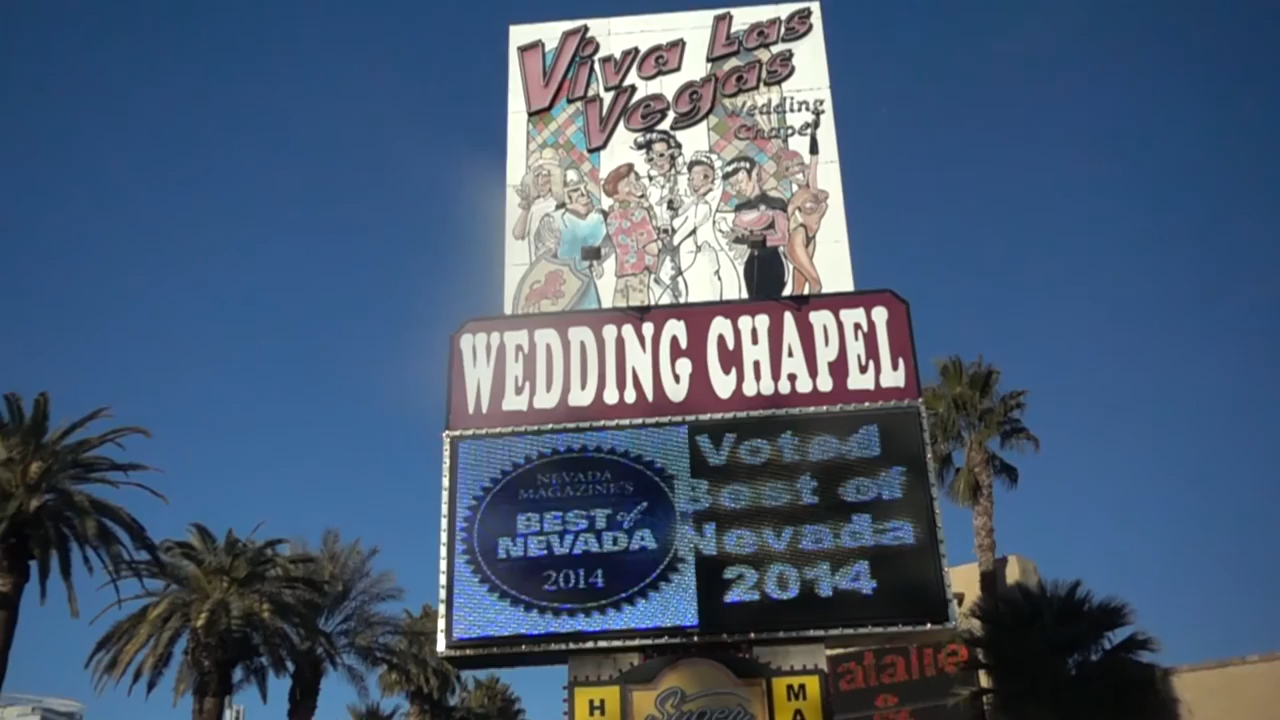 Viva Las
Vegas
Wedding
Chapel
WEDDING CHAPEL
NEVADA
MAGAZINE'S
BEST of
NEVADA
2014
Voted
Best of
Nevada
2014
Super
H
MA
atalie
&